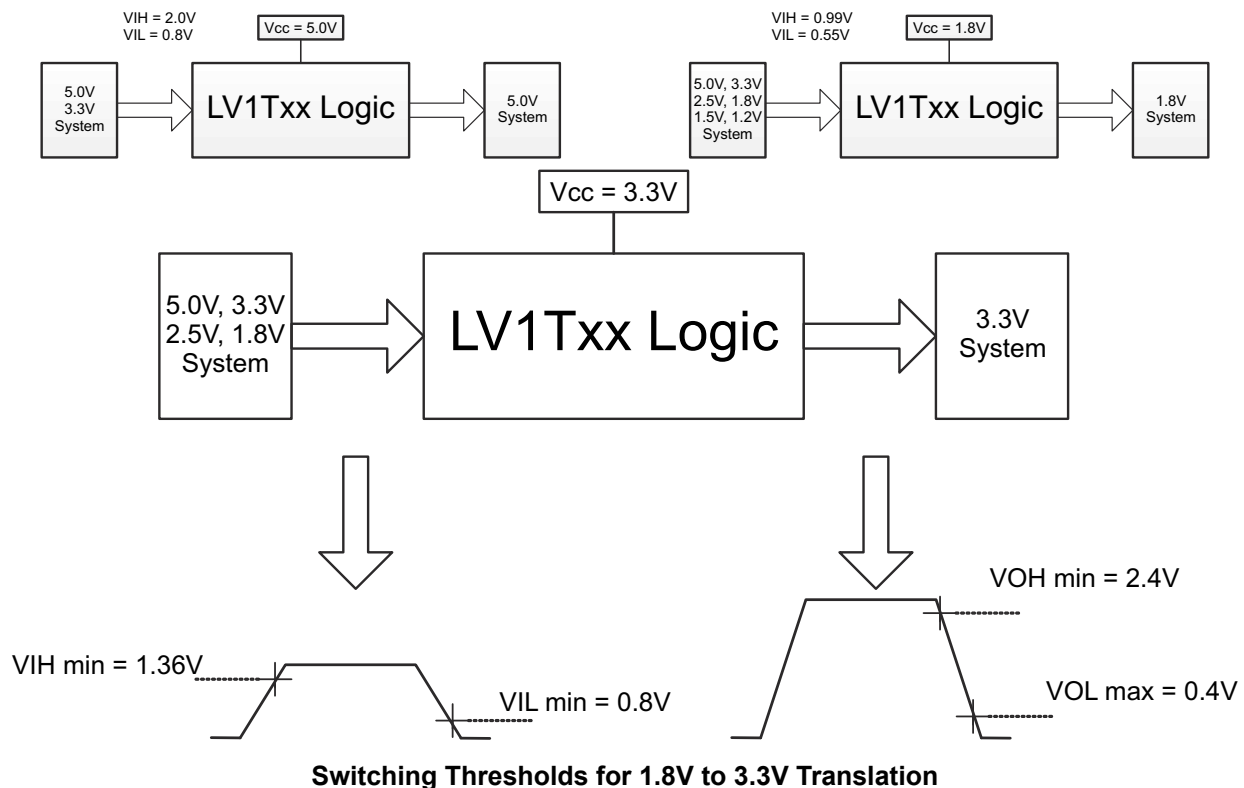 VIH = 2.0V
VIL = 0.8V
Vcc = 5.0V
5.0V
3.3V
System
LV1Txx Logic
5.0V
System
VIH = 0.99V
VIL = 0.55V
Vcc = 1.8V
5.0V, 3.3V
2.5V, 1.8V
1.5V, 1.2V
System
LV1Txx Logic
1.8V
System
Vcc = 3.3V
5.0V, 3.3V
2.5V, 1.8V
System
LV1Txx Logic
3.3V
System
VIH min = 1.36V
VIL min = 0.8V
VOH min = 2.4V
VOL max = 0.4V
Switching Thresholds for 1.8V to 3.3V Translation